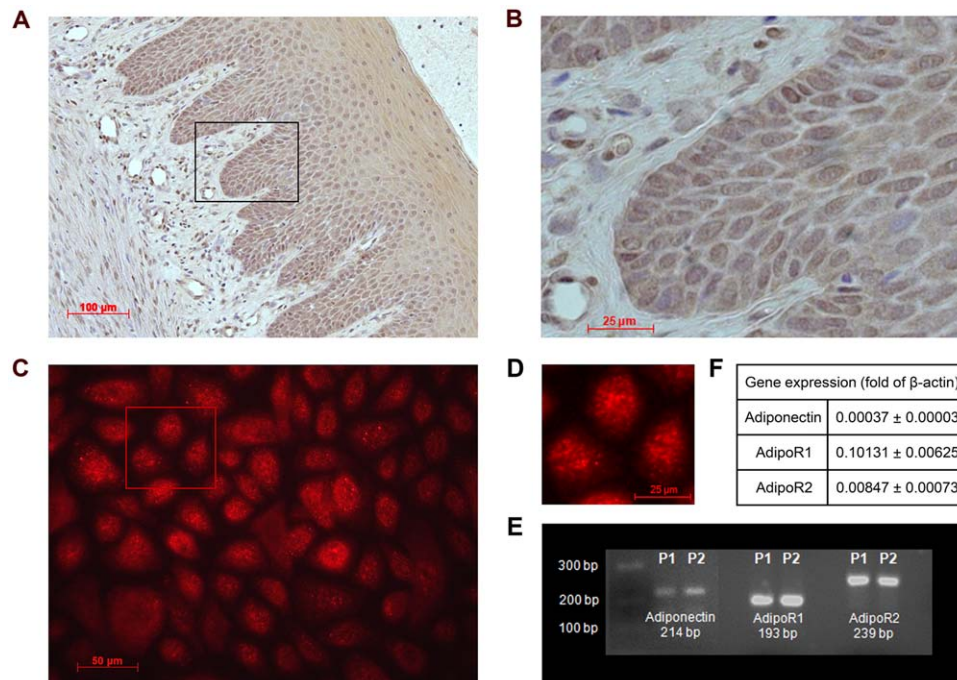 A
B
100 µm
25 µm
C
D
F
Gene expression (fold of β-actin)
Adiponectin 0.00037 ± 0.00003
AdipoR1 0.10131 ± 0.00625
AdipoR2 0.00847 ± 0.00073
50 µm
25 µm
E
300 bp
200 bp
100 bp
P1 P2 P1 P2 P1 P2
Adiponectin
214 bp
AdipoR1
193 bp
AdipoR2
239 bp